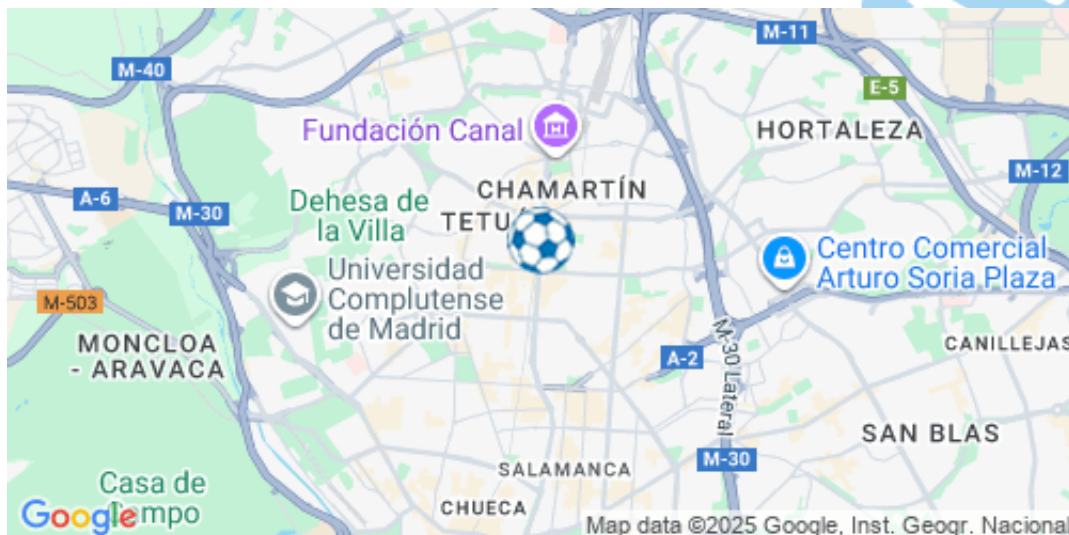 M-11
M-40
E-5
Fundación Canal
HORTALEZA
M-12
CHAMARTÍN
A-6
Dehesa de
la Villa
M-30
TETU
Centro Comercial
Arturo Soria Plaza
Universidad
Complutense
de Madrid
M-503
MONCLOA
- ARAVACA
M-30 Lateral
CANILLEJAS
A-2
SAN BLAS
M-30
SALAMANCA
Casa de
Campo
CHUECA
Google
Map data ©2025 Google, Inst. Geogr. Nacional